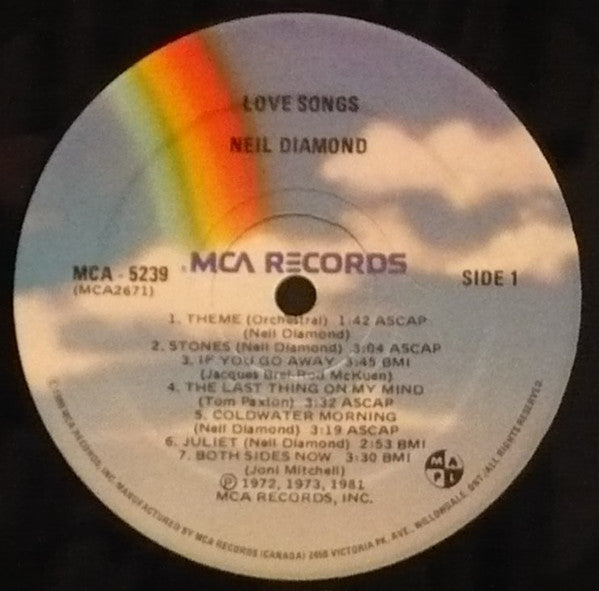 LOVE SONGS
NEIL DIAMOND
MCA RECORDS
MCA - 5239
(MCA2671)
SIDE 1
1. THEME (Orchestral) 1:42 ASCAP
(Neil Diamond)
2. STONES (Neil Diamond) 3:04 ASCAP
3. IF YOU GO AWAY 3:45 BMI
(Jacques Brel-Rod McKuen)
4. THE LAST THING ON MY MIND
(Tom Paxton) 3:32 ASCAP
5. COLDWATER MORNING
(Neil Diamond) 3:19 ASCAP
6. JULIET (Neil Diamond) 2:53 BMI
7. BOTH SIDES NOW 3:30 BMI
(Joni Mitchell)
℗ 1972, 1973, 1981
MCA RECORDS, INC.
M A P L
MCA RECORDS, INC. MANUFACTURED BY MCA RECORDS (CANADA) 2450 VICTORIA PK. AVE., WILLOWDALE, ONT./ALL RIGHTS RESERVED.